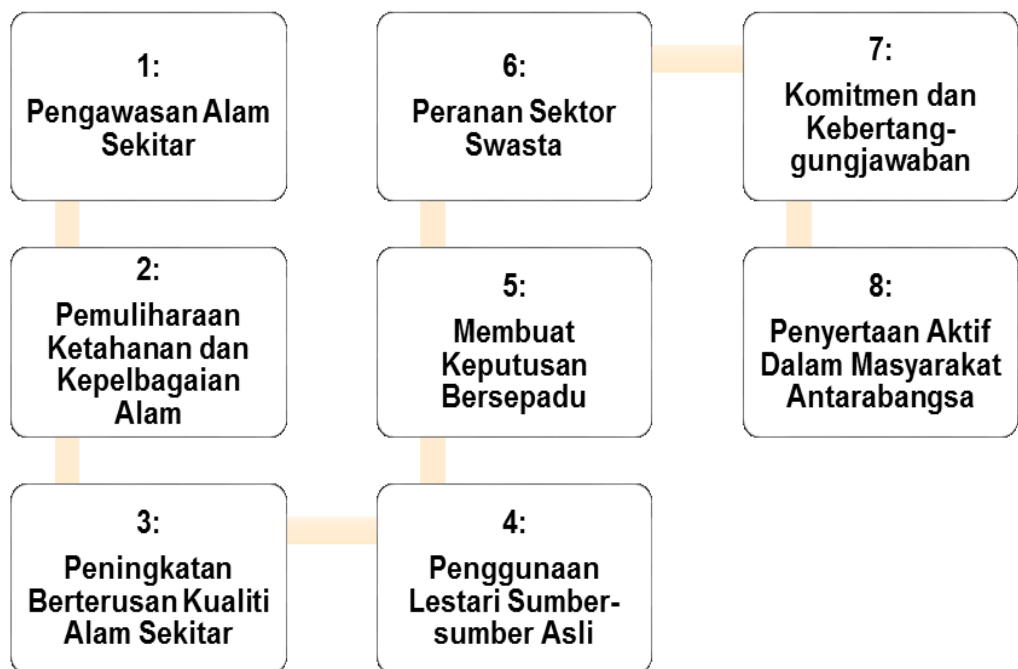 1:
Pengawasan Alam
Sekitar
2:
Pemuliharaan
Ketahanan dan
Kepelbagaian
Alam
3:
Peningkatan
Berterusan Kualiti
Alam Sekitar
4:
Penggunaan
Lestari Sumber-
sumber Asli
5:
Membuat
Keputusan
Bersepadu
6:
Peranan Sektor
Swasta
7:
Komitmen dan
Kebertang-
gungjawaban
8:
Penyertaan Aktif
Dalam Masyarakat
Antarabangsa